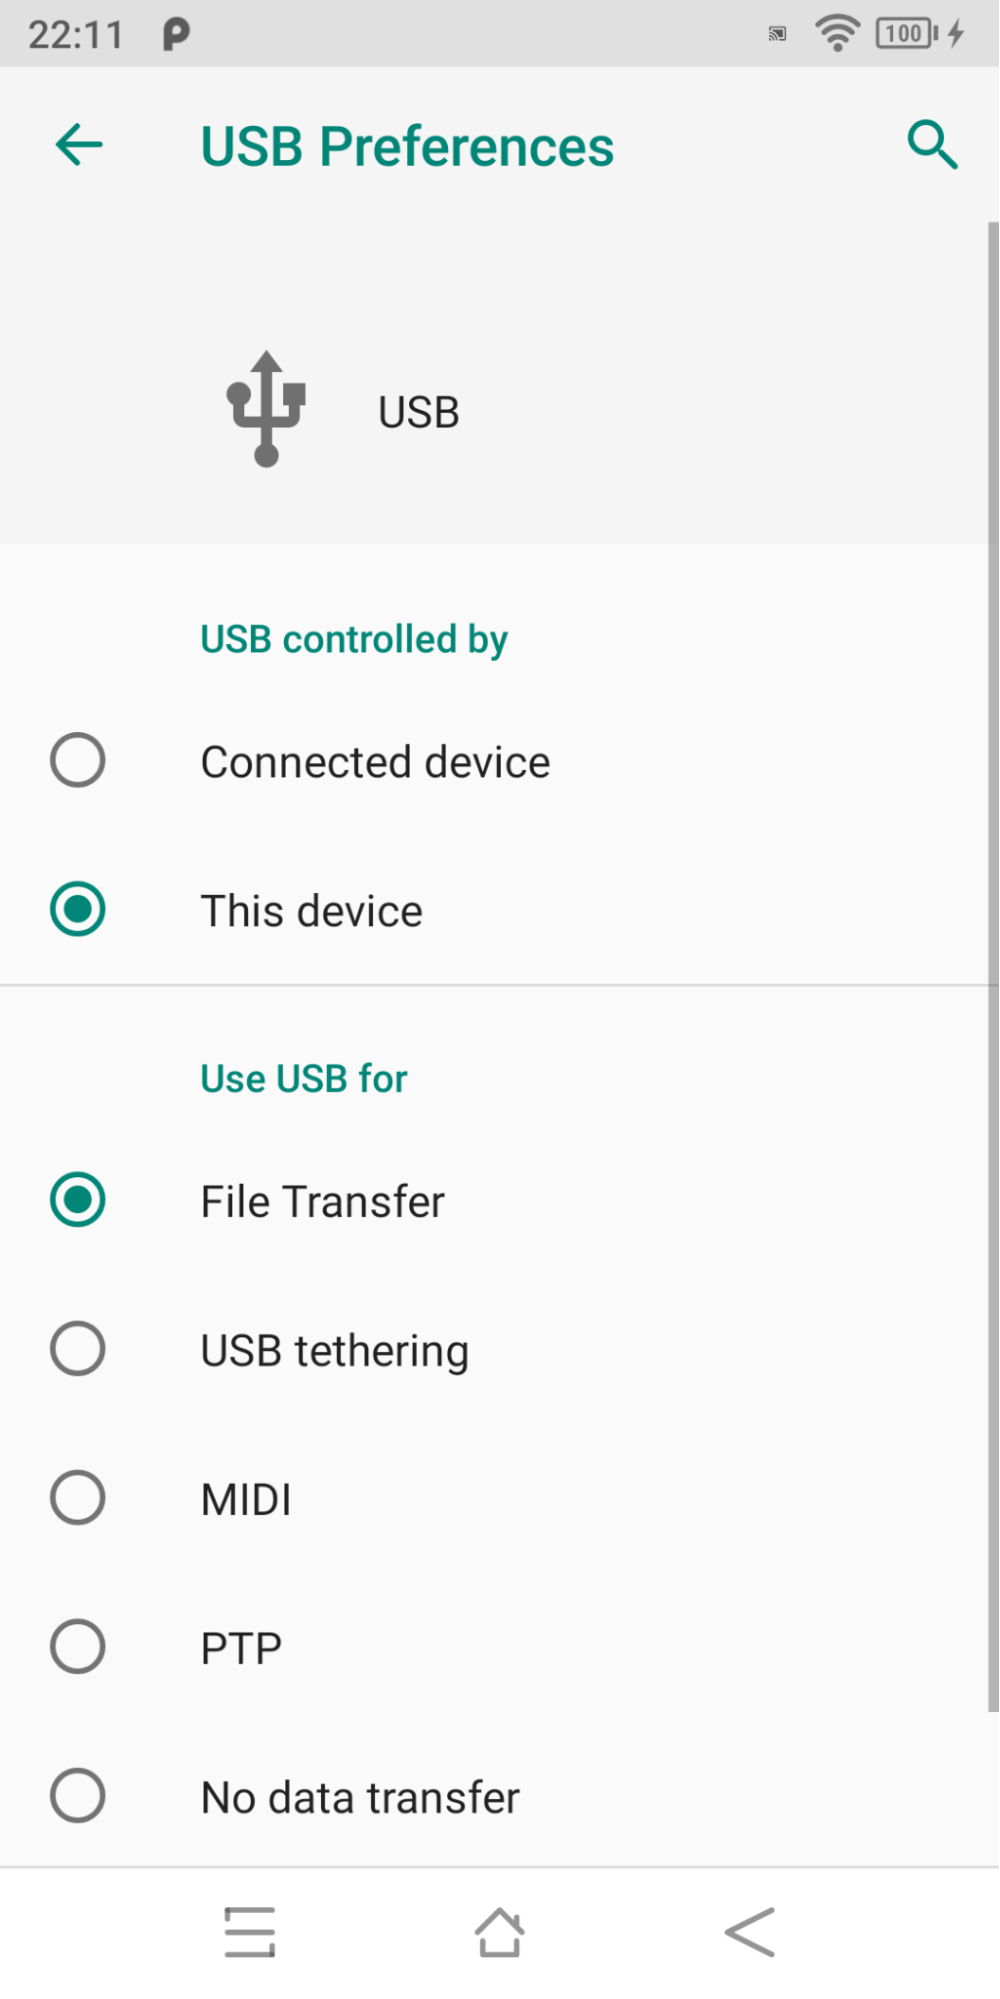 22:11
100
USB Preferences
USB
USB controlled by
Connected device
This device
Use USB for
File Transfer
USB tethering
MIDI
PTP
No data transfer